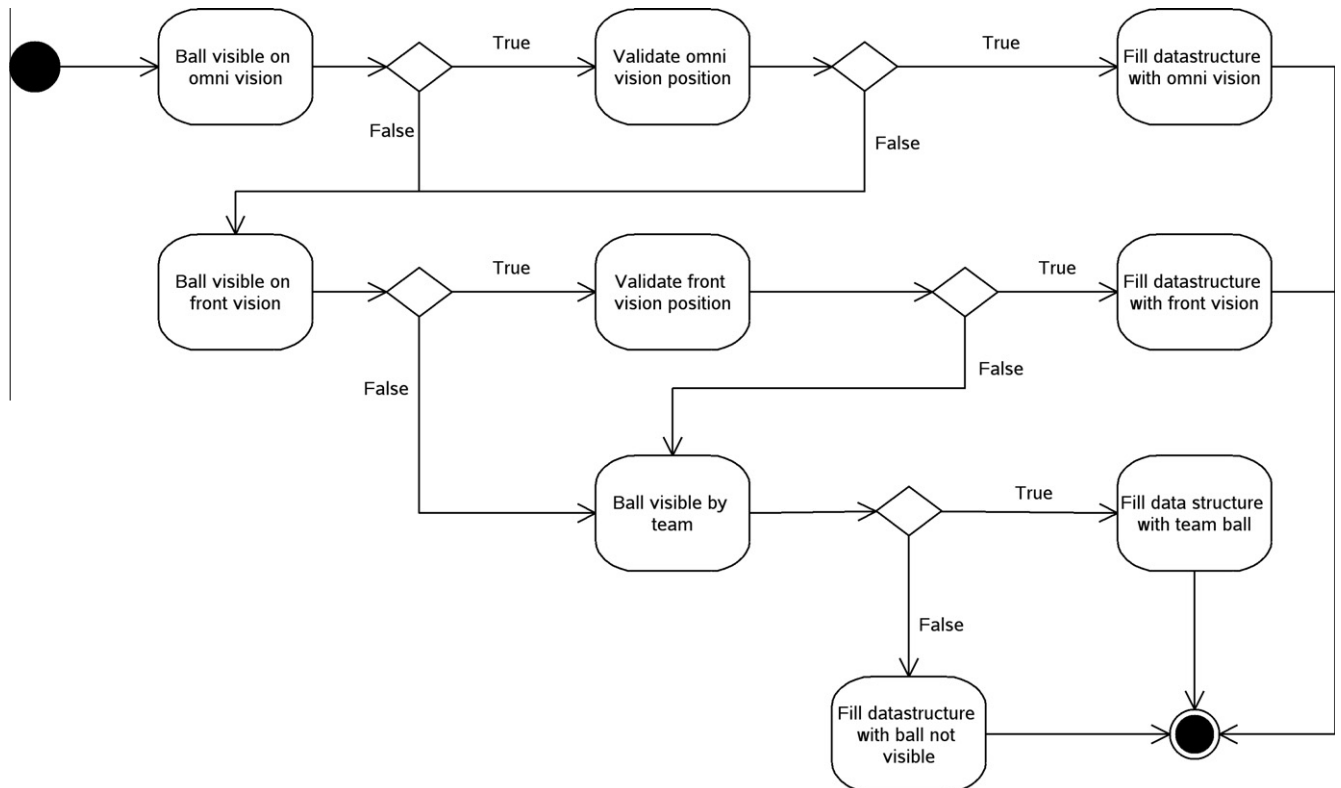 Ball visible on
omni vision
True
Validate omni
vision position
True
Fill datastructure
with omni vision
False
False
Ball visible on
front vision
True
Validate front
vision position
True
Fill datastructure
with front vision
False
False
Ball visible by
team
True
Fill data structure
with team ball
False
Fill datastructure
with ball not
visible